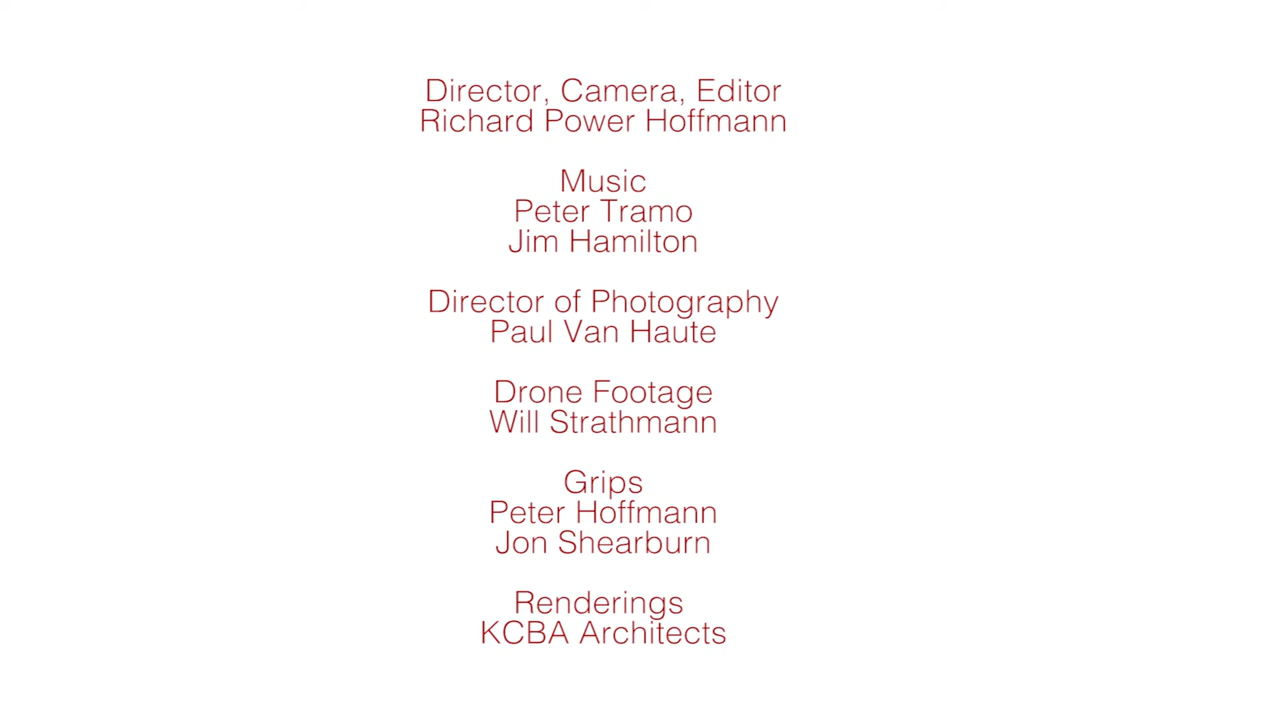 Director, Camera, Editor
Richard Power Hoffmann
Music
Peter Tramo
Jim Hamilton
Director of Photography
Paul Van Haute
Drone Footage
Will Strathmann
Grips
Peter Hoffmann
Jon Shearburn
Renderings
KCBA Architects